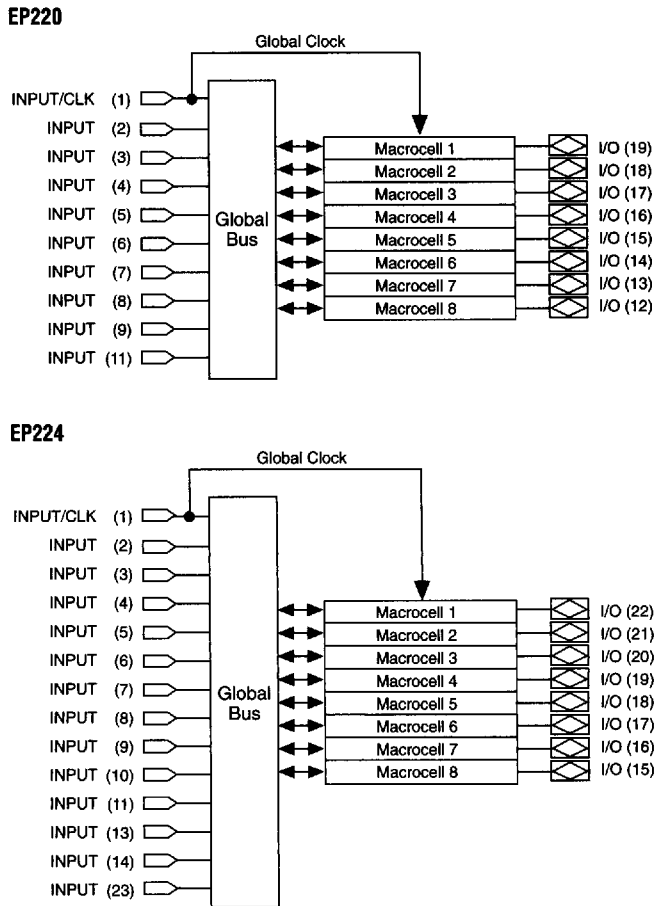 EP220
Global Clock
INPUT/CLK (1)
INPUT (2)
INPUT (3)
INPUT (4)
INPUT (5)
INPUT (6)
INPUT (7)
INPUT (8)
INPUT (9)
INPUT (11)
Global
Bus
Macrocell 1 I/O (19)
Macrocell 2 I/O (18)
Macrocell 3 I/O (17)
Macrocell 4 I/O (16)
Macrocell 5 I/O (15)
Macrocell 6 I/O (14)
Macrocell 7 I/O (13)
Macrocell 8 I/O (12)
EP224
Global Clock
INPUT/CLK (1)
INPUT (2)
INPUT (3)
INPUT (4)
INPUT (5)
INPUT (6)
INPUT (7)
INPUT (8)
INPUT (9)
INPUT (10)
INPUT (11)
INPUT (13)
INPUT (14)
INPUT (23)
Global
Bus
Macrocell 1 I/O (22)
Macrocell 2 I/O (21)
Macrocell 3 I/O (20)
Macrocell 4 I/O (19)
Macrocell 5 I/O (18)
Macrocell 6 I/O (17)
Macrocell 7 I/O (16)
Macrocell 8 I/O (15)